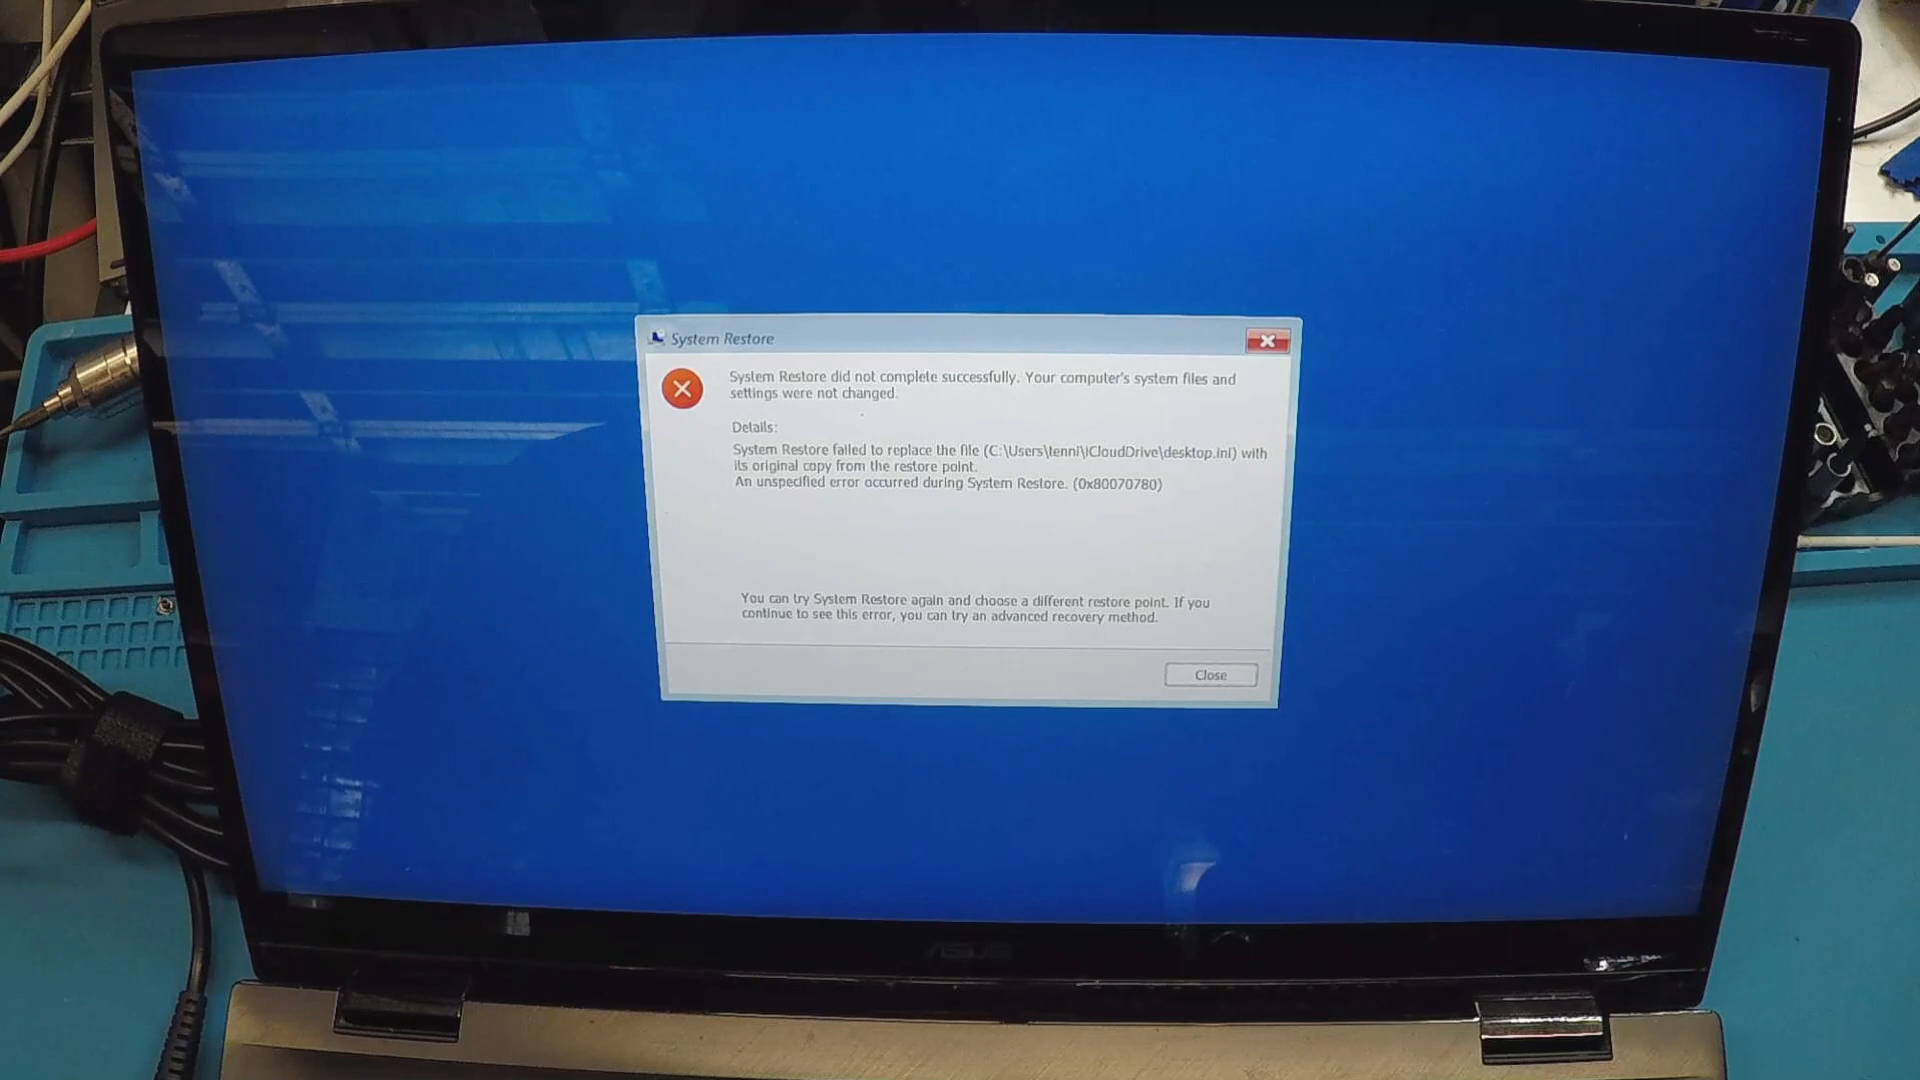 System Restore
System Restore did not complete successfully. Your computer's system files and
settings were not changed.
Details:
System Restore failed to replace the file (C:\Users\tennl\iCloudDrive\desktop.ini) with
its original copy from the restore point.
An unspecified error occurred during System Restore. (0x80070780)
You can try System Restore again and choose a different restore point. If you
continue to see this error, you can try an advanced recovery method.
Close
ASUS